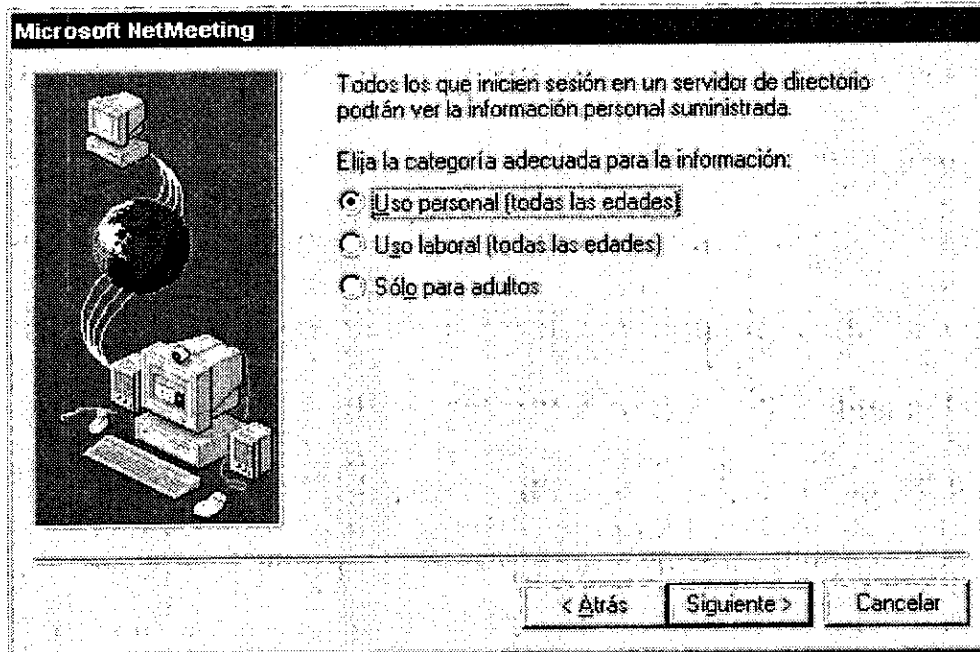 Microsoft NetMeeting
Todos los que inicien sesión en un servidor de directorio
podrán ver la información personal suministrada.
Elija la categoría adecuada para la información:
Uso personal (todas las edades)
Uso laboral (todas las edades)
Sólo para adultos
< Atrás
Siguiente >
Cancelar